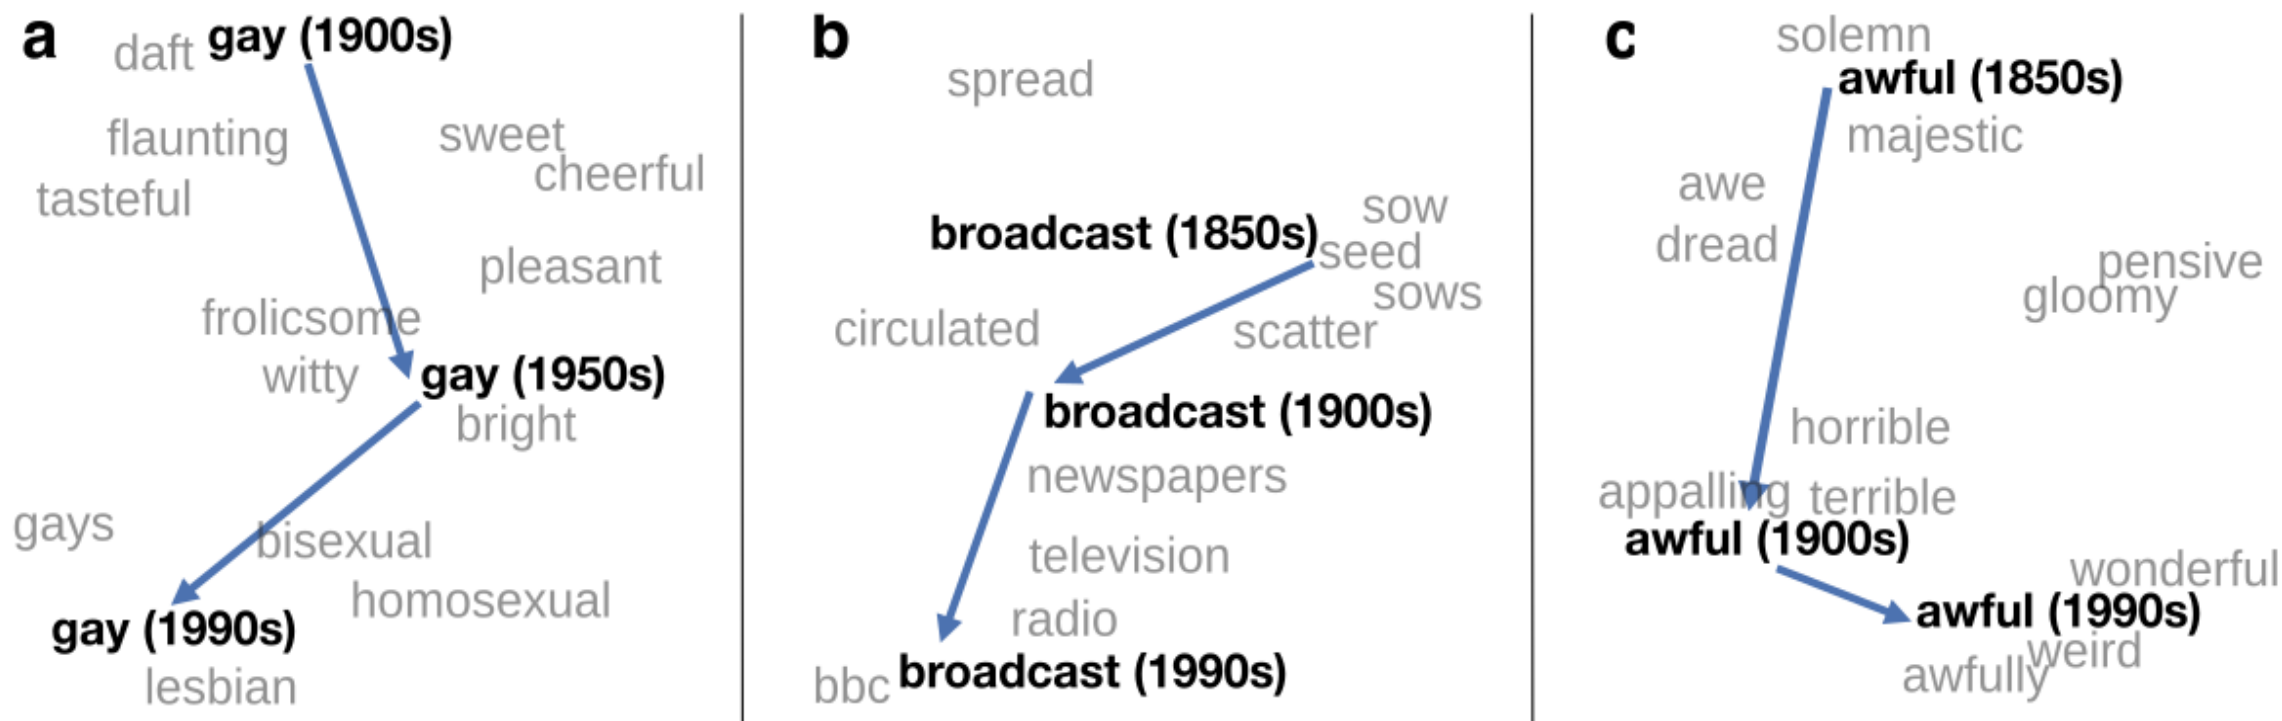 a
daft gay (1900s)
flaunting
sweet
cheerful
tasteful
pleasant
frolicsome
witty
gay (1950s)
bright
gays
bisexual
homosexual
gay (1990s)
lesbian
b
spread
broadcast (1850s)
sow
seed
sows
circulated
scatter
broadcast (1900s)
newspapers
television
radio
bbc broadcast (1990s)
c
solemn
awful (1850s)
majestic
awe
dread
pensive
gloomy
horrible
appalling
terrible
awful (1900s)
wonderful
awful (1990s)
weird
awfully